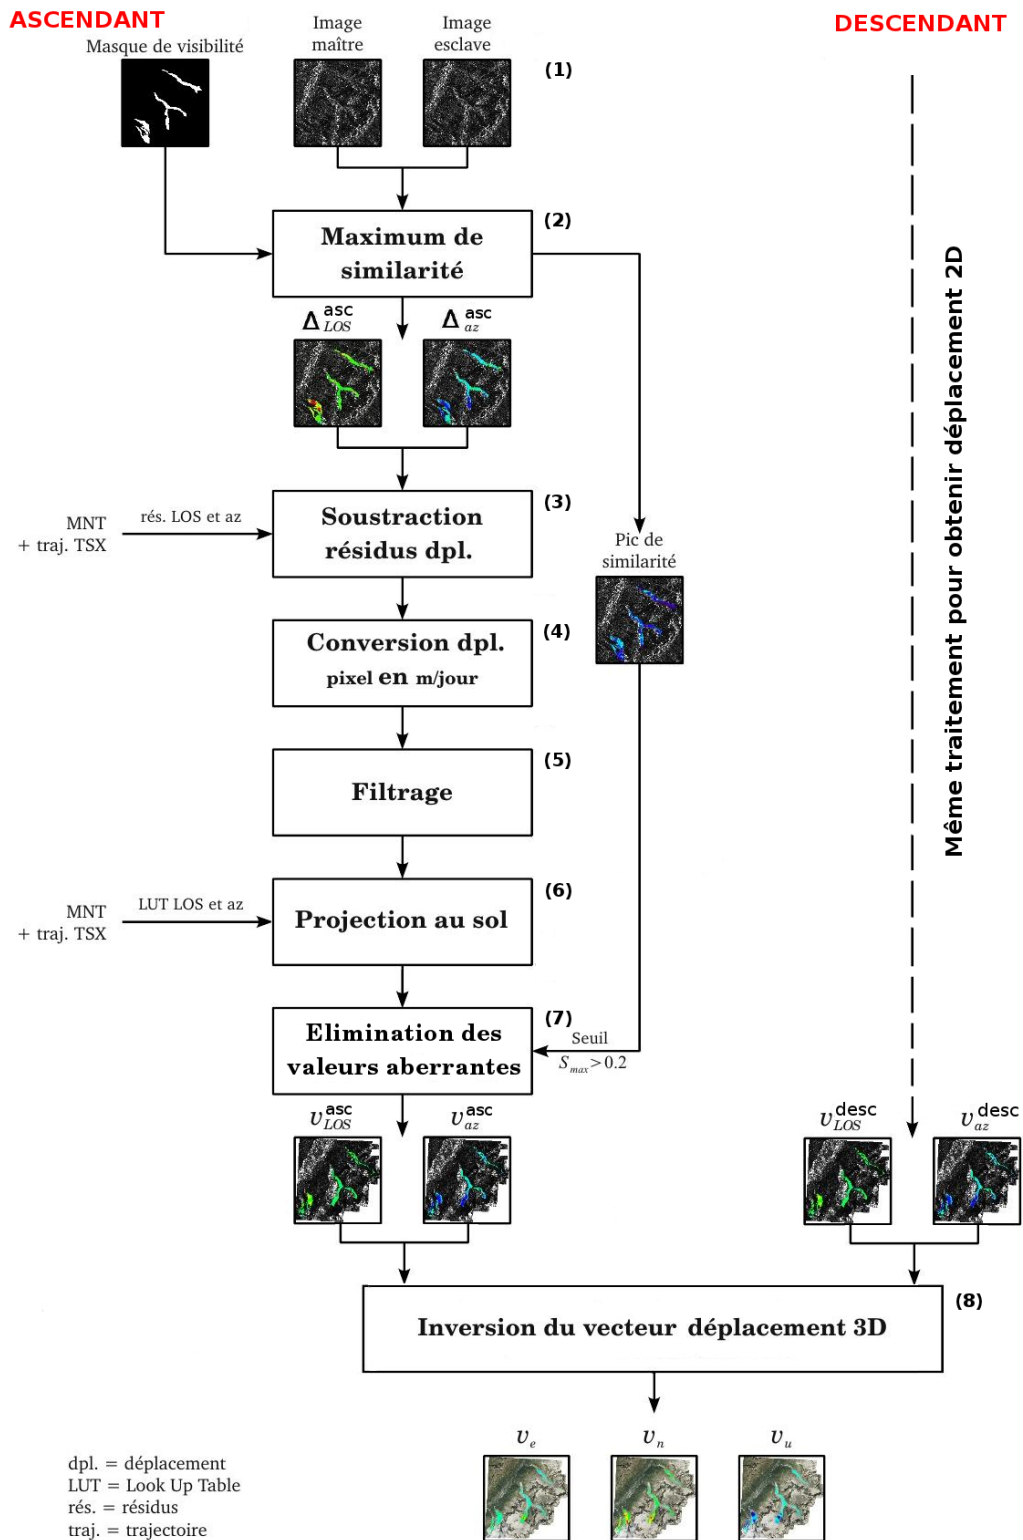 ASCENDANT
DESCENDANT
Masque de visibilité
Image
maître
Image
esclave
(1)
(2)
Maximum de
similarité
Δ LOS asc
Δ az asc
MNT
+ traj. TSX
rés. LOS et az
(3)
Soustraction
résidus dpl.
Pic de
similarité
(4)
Conversion dpl.
pixel en m/jour
(5)
Filtrage
MNT
+ traj. TSX
LUT LOS et az
(6)
Projection au sol
(7)
Elimination des
valeurs aberrantes
Seuil
Smax>0.2
Même traitement pour obtenir déplacement 2D
v LOS asc
v az asc
v LOS desc
v az desc
(8)
Inversion du vecteur déplacement 3D
ve
vn
vu
dpl. = déplacement
LUT = Look Up Table
rés. = résidus
traj. = trajectoire